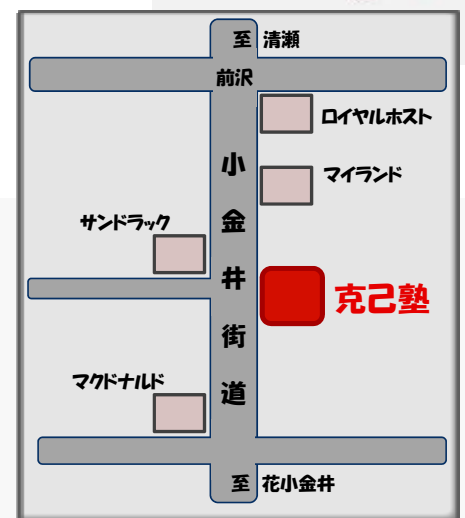 至 清瀬
前沢
ロイヤルホスト
マイランド
サンドラック
小金井街道
克己塾
マクドナルド
至 花小金井